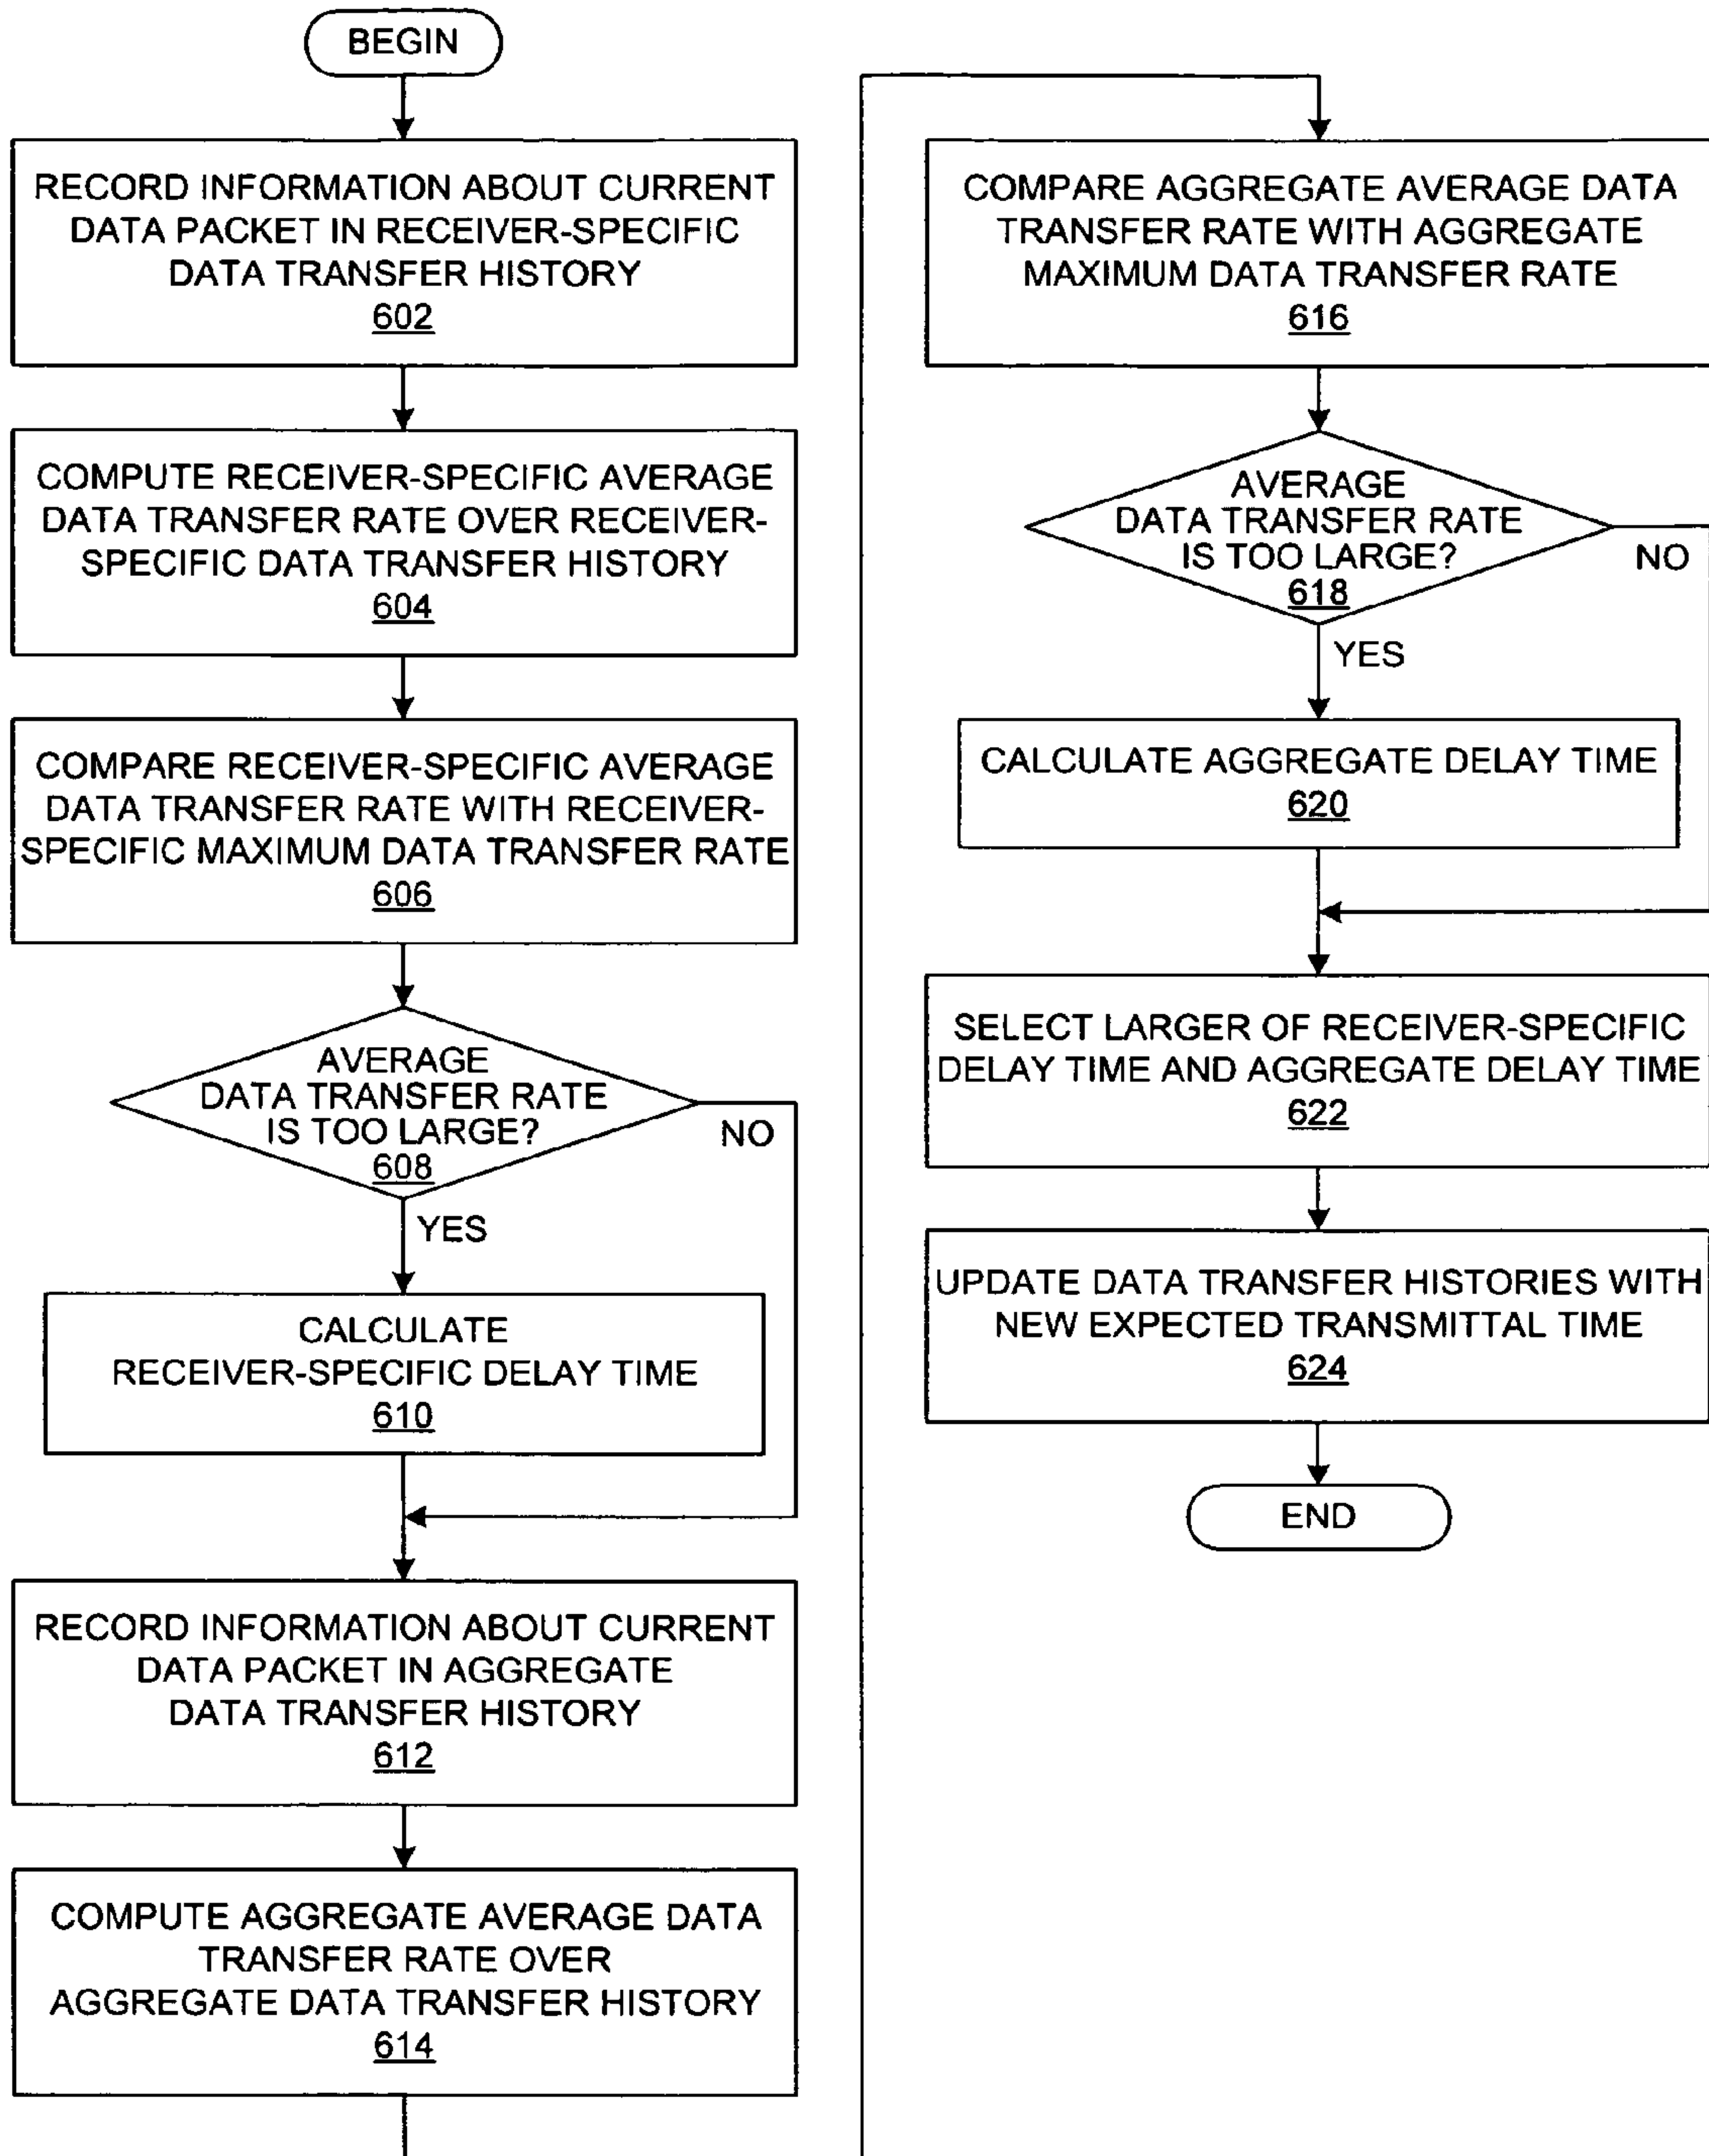 BEGIN
RECORD INFORMATION ABOUT CURRENT
DATA PACKET IN RECEIVER-SPECIFIC
DATA TRANSFER HISTORY
602
COMPUTE RECEIVER-SPECIFIC AVERAGE
DATA TRANSFER RATE OVER RECEIVER-
SPECIFIC DATA TRANSFER HISTORY
604
COMPARE RECEIVER-SPECIFIC AVERAGE
DATA TRANSFER RATE WITH RECEIVER-
SPECIFIC MAXIMUM DATA TRANSFER RATE
606
AVERAGE
DATA TRANSFER RATE
IS TOO LARGE?
608
NO
YES
CALCULATE
RECEIVER-SPECIFIC DELAY TIME
610
RECORD INFORMATION ABOUT CURRENT
DATA PACKET IN AGGREGATE
DATA TRANSFER HISTORY
612
COMPUTE AGGREGATE AVERAGE DATA
TRANSFER RATE OVER
AGGREGATE DATA TRANSFER HISTORY
614
COMPARE AGGREGATE AVERAGE DATA
TRANSFER RATE WITH AGGREGATE
MAXIMUM DATA TRANSFER RATE
616
AVERAGE
DATA TRANSFER RATE
IS TOO LARGE?
618
NO
YES
CALCULATE AGGREGATE DELAY TIME
620
SELECT LARGER OF RECEIVER-SPECIFIC
DELAY TIME AND AGGREGATE DELAY TIME
622
UPDATE DATA TRANSFER HISTORIES WITH
NEW EXPECTED TRANSMITTAL TIME
624
END